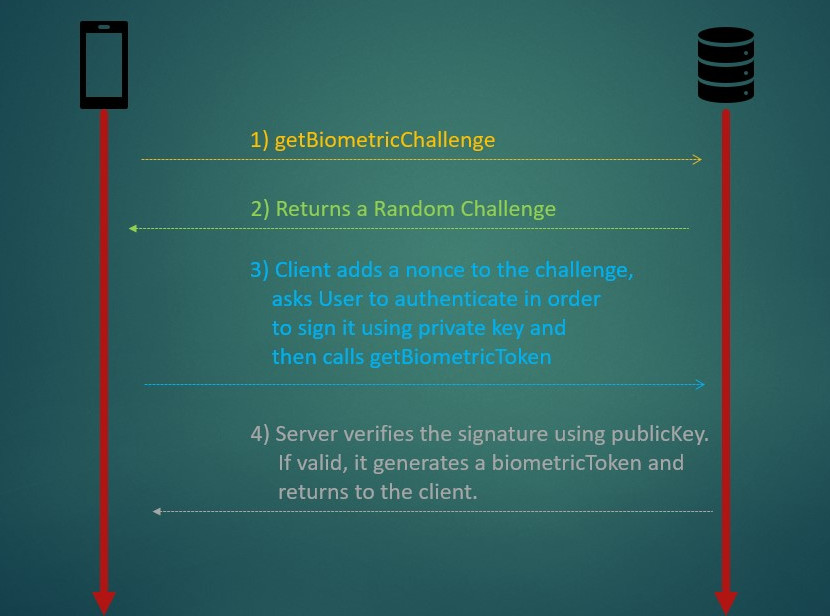 1) getBiometricChallenge
2) Returns a Random Challenge
3) Client adds a nonce to the challenge,
asks User to authenticate in order
to sign it using private key and
then calls getBiometricToken
4) Server verifies the signature using publicKey.
If valid, it generates a biometricToken and
returns to the client.